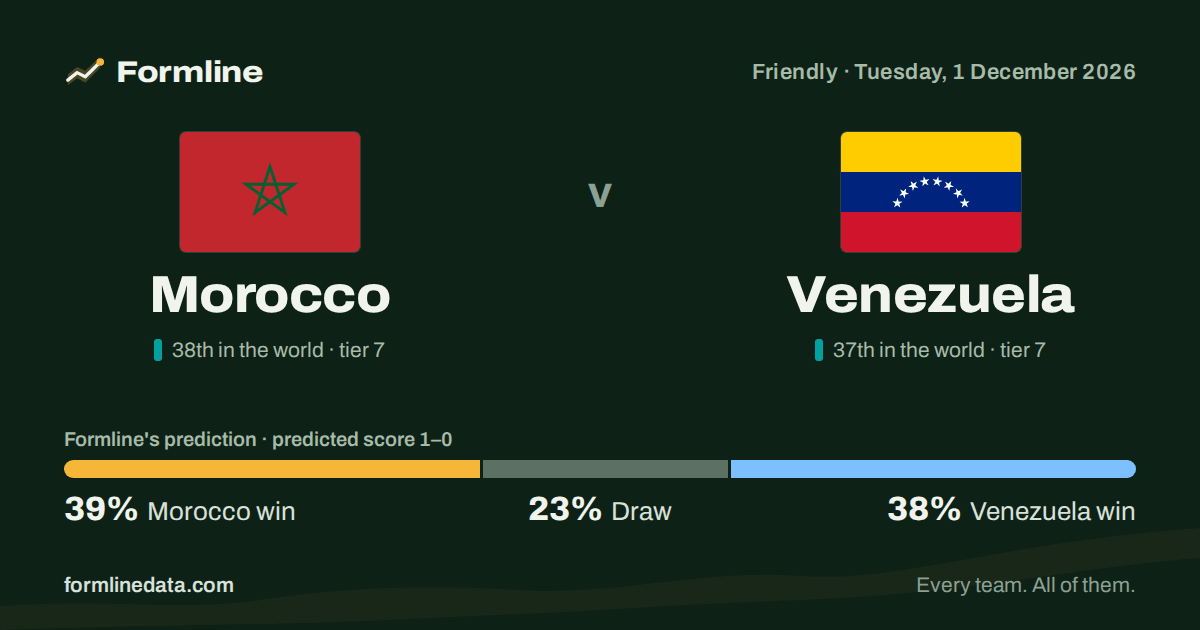 Formline
Friendly · Tuesday, 1 December 2026
v
Morocco
Venezuela
38th in the world · tier 7
37th in the world · tier 7
Formline's prediction · predicted score 1–0
39% Morocco win
23% Draw
38% Venezuela win
formlinedata.com
Every team. All of them.